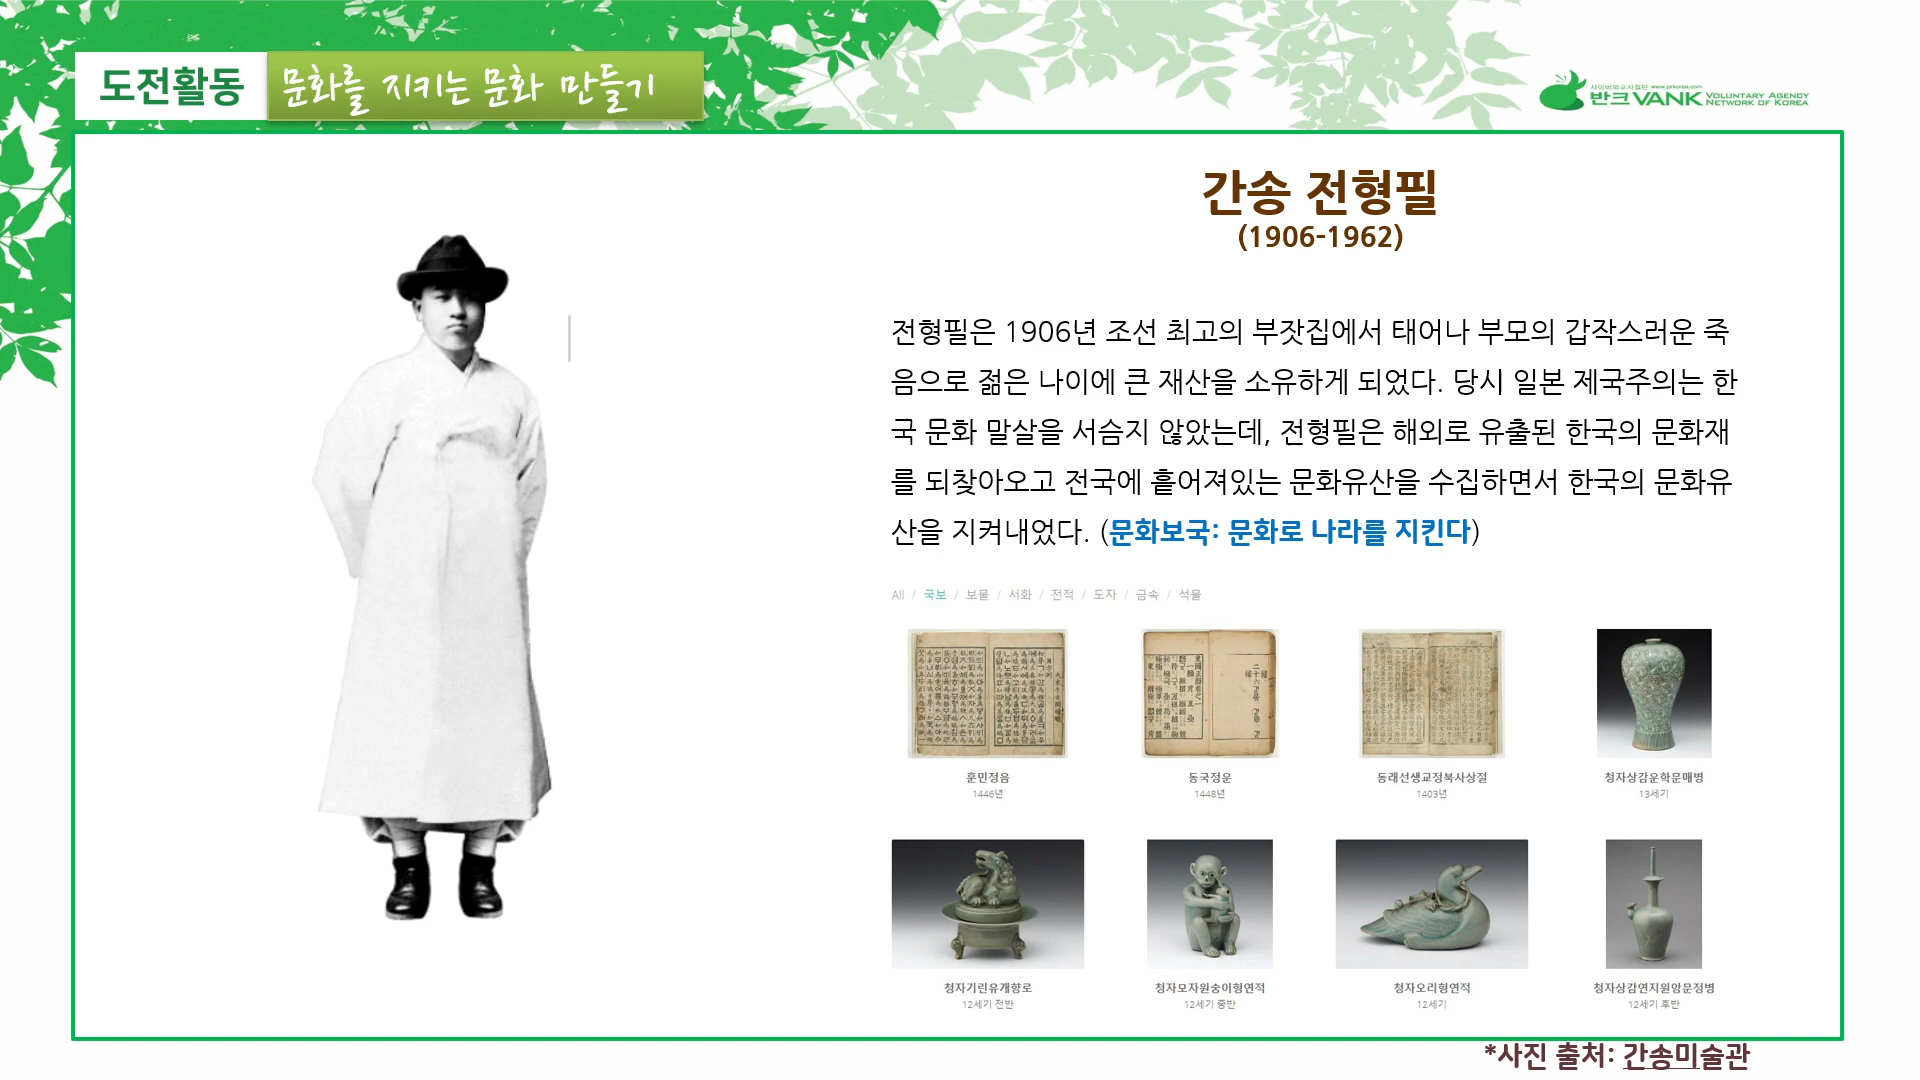 도전활동
문화를 지키는 문화 만들기
사이버외교사절단 www.prkorea.com
반크 VANK VOLUNTARY AGENCY
NETWORK OF KOREA
간송 전형필
(1906-1962)
전형필은 1906년 조선 최고의 부잣집에서 태어나 부모의 갑작스러운 죽
음으로 젊은 나이에 큰 재산을 소유하게 되었다. 당시 일본 제국주의는 한
국 문화 말살을 서슴지 않았는데, 전형필은 해외로 유출된 한국의 문화재
를 되찾아오고 전국에 흩어져있는 문화유산을 수집하면서 한국의 문화유
산을 지켜내었다. (문화보국: 문화로 나라를 지킨다)
All / 국보 / 보물 / 서화 / 전적 / 도자 / 금속 / 석물
훈민정음
1446년
동국정운
1448년
동래선생교정북사상절
1403년
청자상감운학문매병
13세기
청자기린유개향로
12세기 전반
청자모자원숭이형연적
12세기 중반
청자오리형연적
12세기
청자상감연지원앙문정병
12세기 후반
*사진 출처: 간송미술관